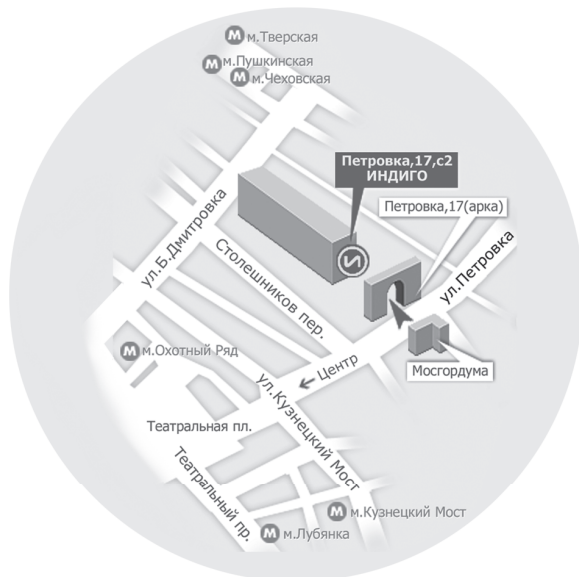 м.Тверская
м.Пушкинская
м.Чеховская
Петровка,17,с2
ИНДИГО
Петровка,17(арка)
ул.Б.Дмитровка
ул.Петровка
Столешников пер.
м.Охотный Ряд
Центр
Мосгордума
ул.Кузнецкий Мост
Театральная пл.
Театральный пр.
м.Кузнецкий Мост
м.Лубянка